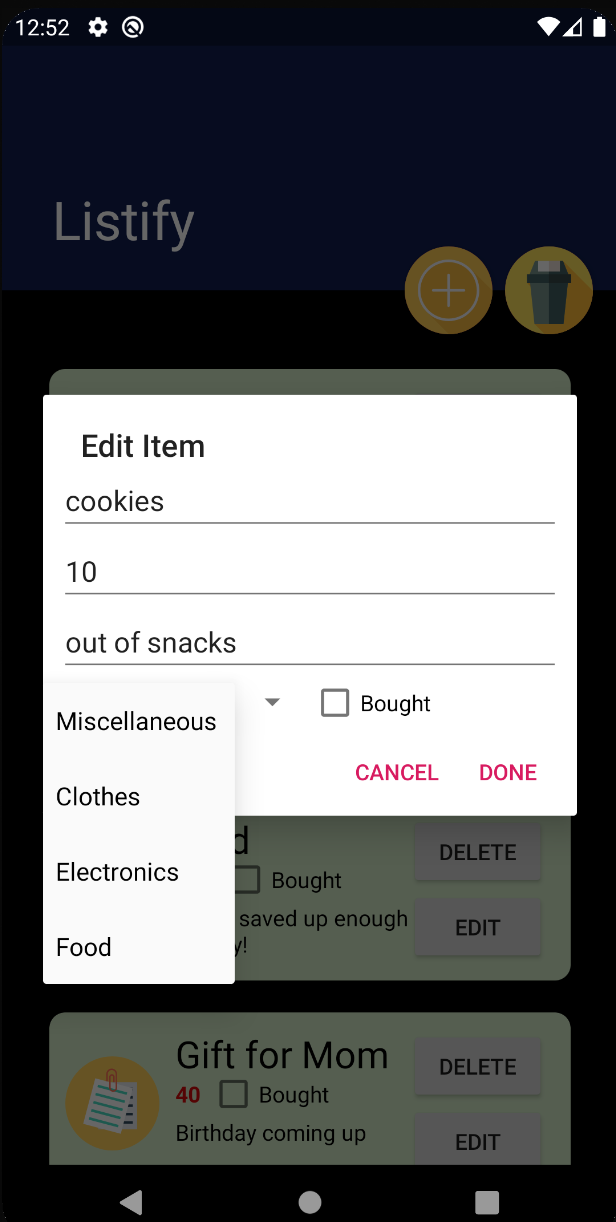 12:52
Listify
Edit Item
cookies
10
out of snacks
Bought
Miscellaneous
Clothes
Electronics
Food
CANCEL
DONE
d
DELETE
Bought
saved up enough
y!
EDIT
Gift for Mom
DELETE
40
Bought
Birthday coming up
EDIT